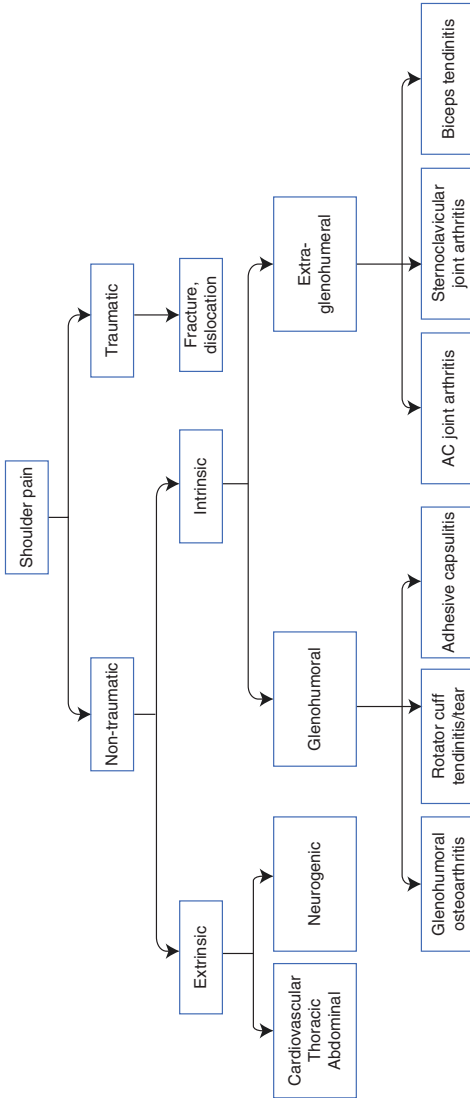 Shoulder pain
Non-traumatic
Traumatic
Extrinsic
Intrinsic
Fracture,
dislocation
Cardiovascular
Thoracic
Abdominal
Neurogenic
Glenohumoral
Extra-
glenohumeral
Glenohumoral
osteoarthritis
Rotator cuff
tendinitis/tear
Adhesive capsulitis
AC joint arthritis
Sternoclavicular
joint arthritis
Biceps tendinitis